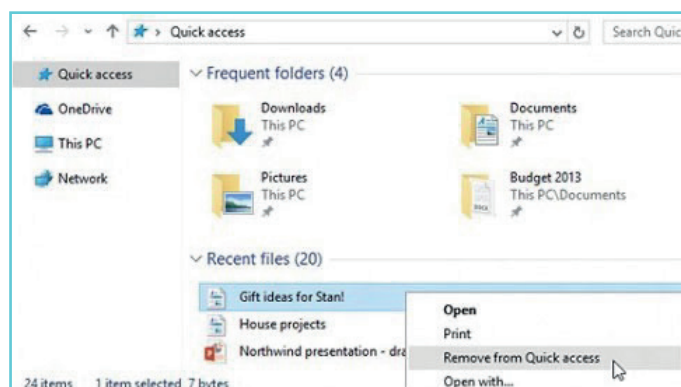 Quick access
Search Quic
Quick access
Frequent folders (4)
OneDrive
Downloads
This PC
Documents
This PC
This PC
Network
Pictures
This PC
Budget 2013
This PC\Documents
Recent files (20)
Gift ideas for Stan!
House projects
Northwind presentation - dra
Open
Print
Remove from Quick access
Open with...
24 items 1 item selected 7 bytes